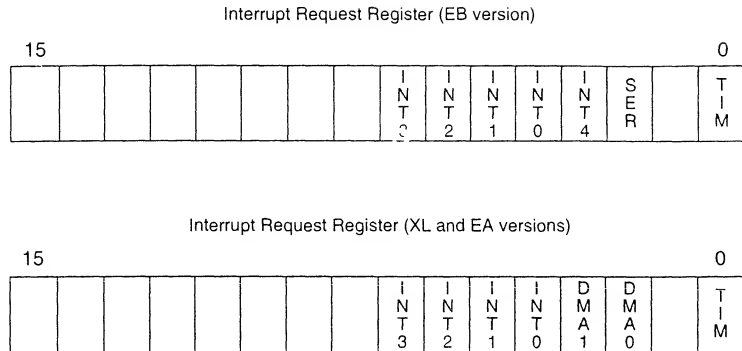 Interrupt Request Register (EB version)
15 0
INT3 INT2 INT1 INT0 INT4 SER TIM
Interrupt Request Register (XL and EA versions)
15 0
INT3 INT2 INT1 INT0 DMA1 DMA0 TIM